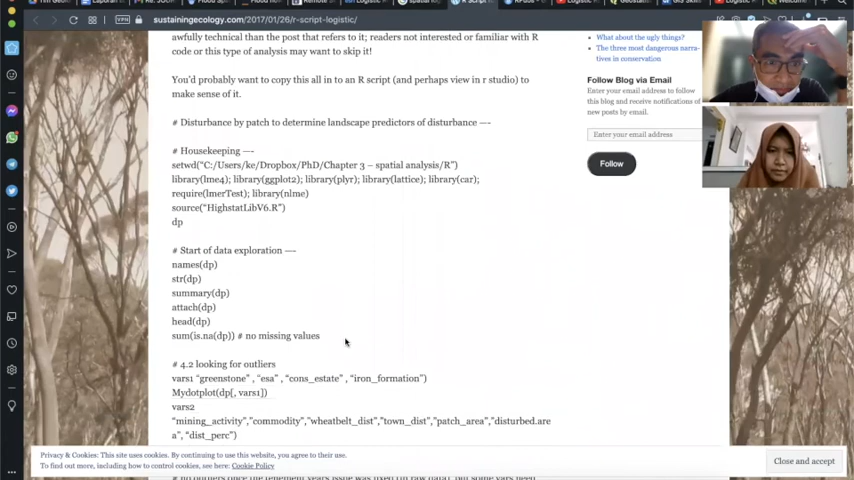 VPN
sustainingecology.com/2017/01/26/r-script-logistic/
awfully technical than the post that refers to it; readers not interested or familiar with R
code or this type of analysis may want to skip it!
You'd probably want to copy this all in to an R script (and perhaps view in r studio) to
make sense of it.
# Disturbance by patch to determine landscape predictors of disturbance —-
# Housekeeping —-
setwd("C:/Users/ke/Dropbox/PhD/Chapter 3 – spatial analysis/R")
library(lme4); library(ggplot2); library(plyr); library(lattice); library(car);
require(lmerTest); library(nlme)
source("HighstatLibV6.R")
dp
# Start of data exploration —-
names(dp)
str(dp)
summary(dp)
attach(dp)
head(dp)
sum(is.na(dp)) # no missing values
# 4.2 looking for outliers
vars1 "greenstone" , "esa" , "cons_estate" , "iron_formation")
Mydotplot(dp[, vars1])
vars2
"mining_activity","commodity","wheatbelt_dist","town_dist","patch_area","disturbed.are
a", "dist_perc")
What about the ugly things?
The three most dangerous narra-
tives in conservation
Follow Blog via Email
Enter your email address to follow
this blog and receive notifications of
new posts by email.
Enter your email address
Follow
Privacy & Cookies: This site uses cookies. By continuing to use this website, you agree to their use.
To find out more, including how to control cookies, see here: Cookie Policy
Close and accept